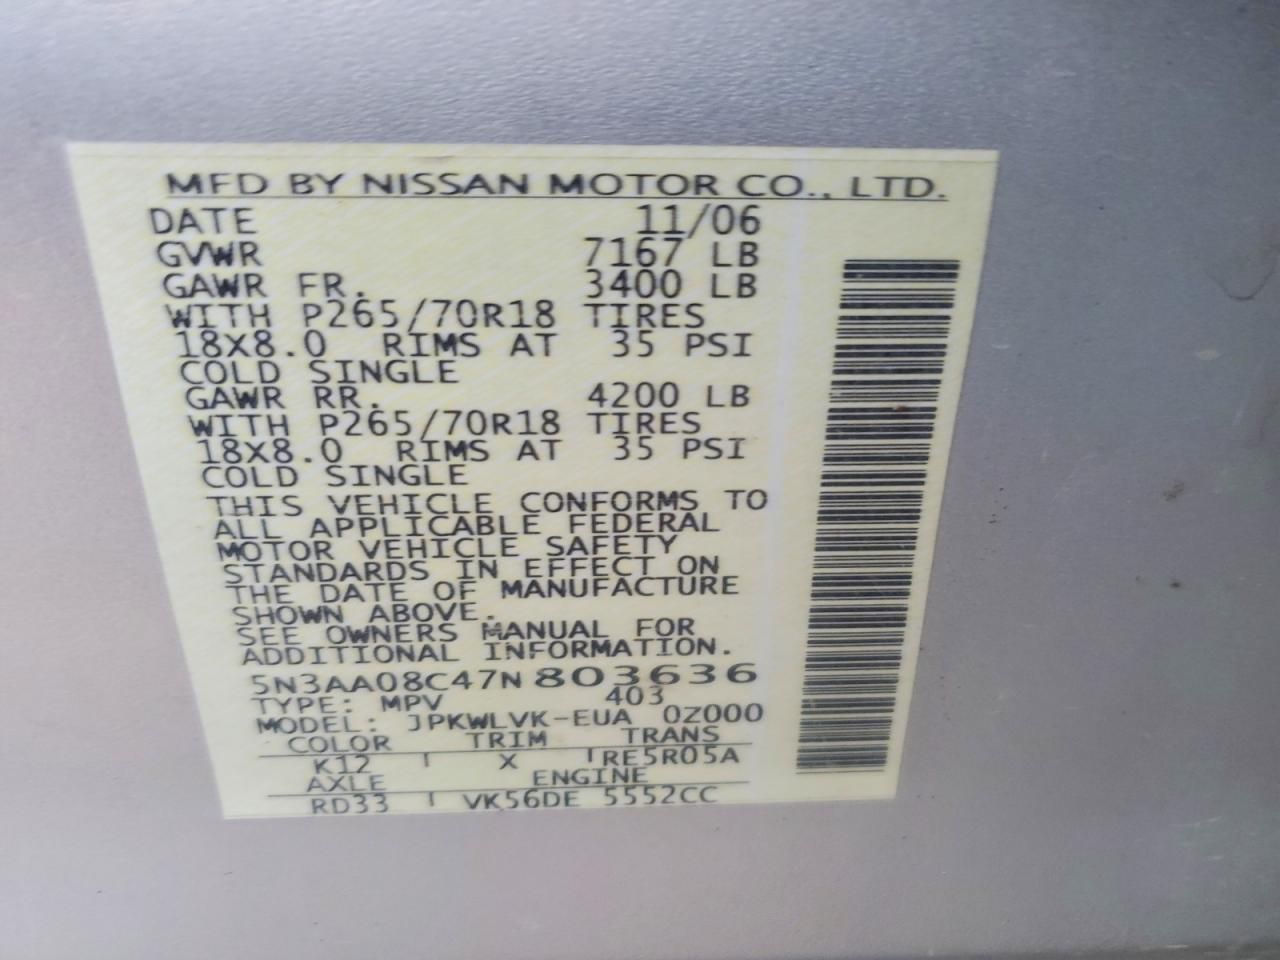 MFD BY NISSAN MOTOR CO., LTD.
DATE 11/06
GVWR 7167 LB
GAWR FR. 3400 LB
WITH P265/70R18 TIRES
18X8.0 RIMS AT 35 PSI
COLD SINGLE
GAWR RR. 4200 LB
WITH P265/70R18 TIRES
18X8.0 RIMS AT 35 PSI
COLD SINGLE
THIS VEHICLE CONFORMS TO
ALL APPLICABLE FEDERAL
MOTOR VEHICLE SAFETY
STANDARDS IN EFFECT ON
THE DATE OF MANUFACTURE
SHOWN ABOVE.
SEE OWNERS MANUAL FOR
ADDITIONAL INFORMATION.
5N3AA08C47N803636
TYPE: MPV 403
MODEL: JPKWLVK-EUA 0Z000
COLOR TRIM TRANS
K12 X RE5R05A
AXLE ENGINE
RD33 VK56DE 5552CC